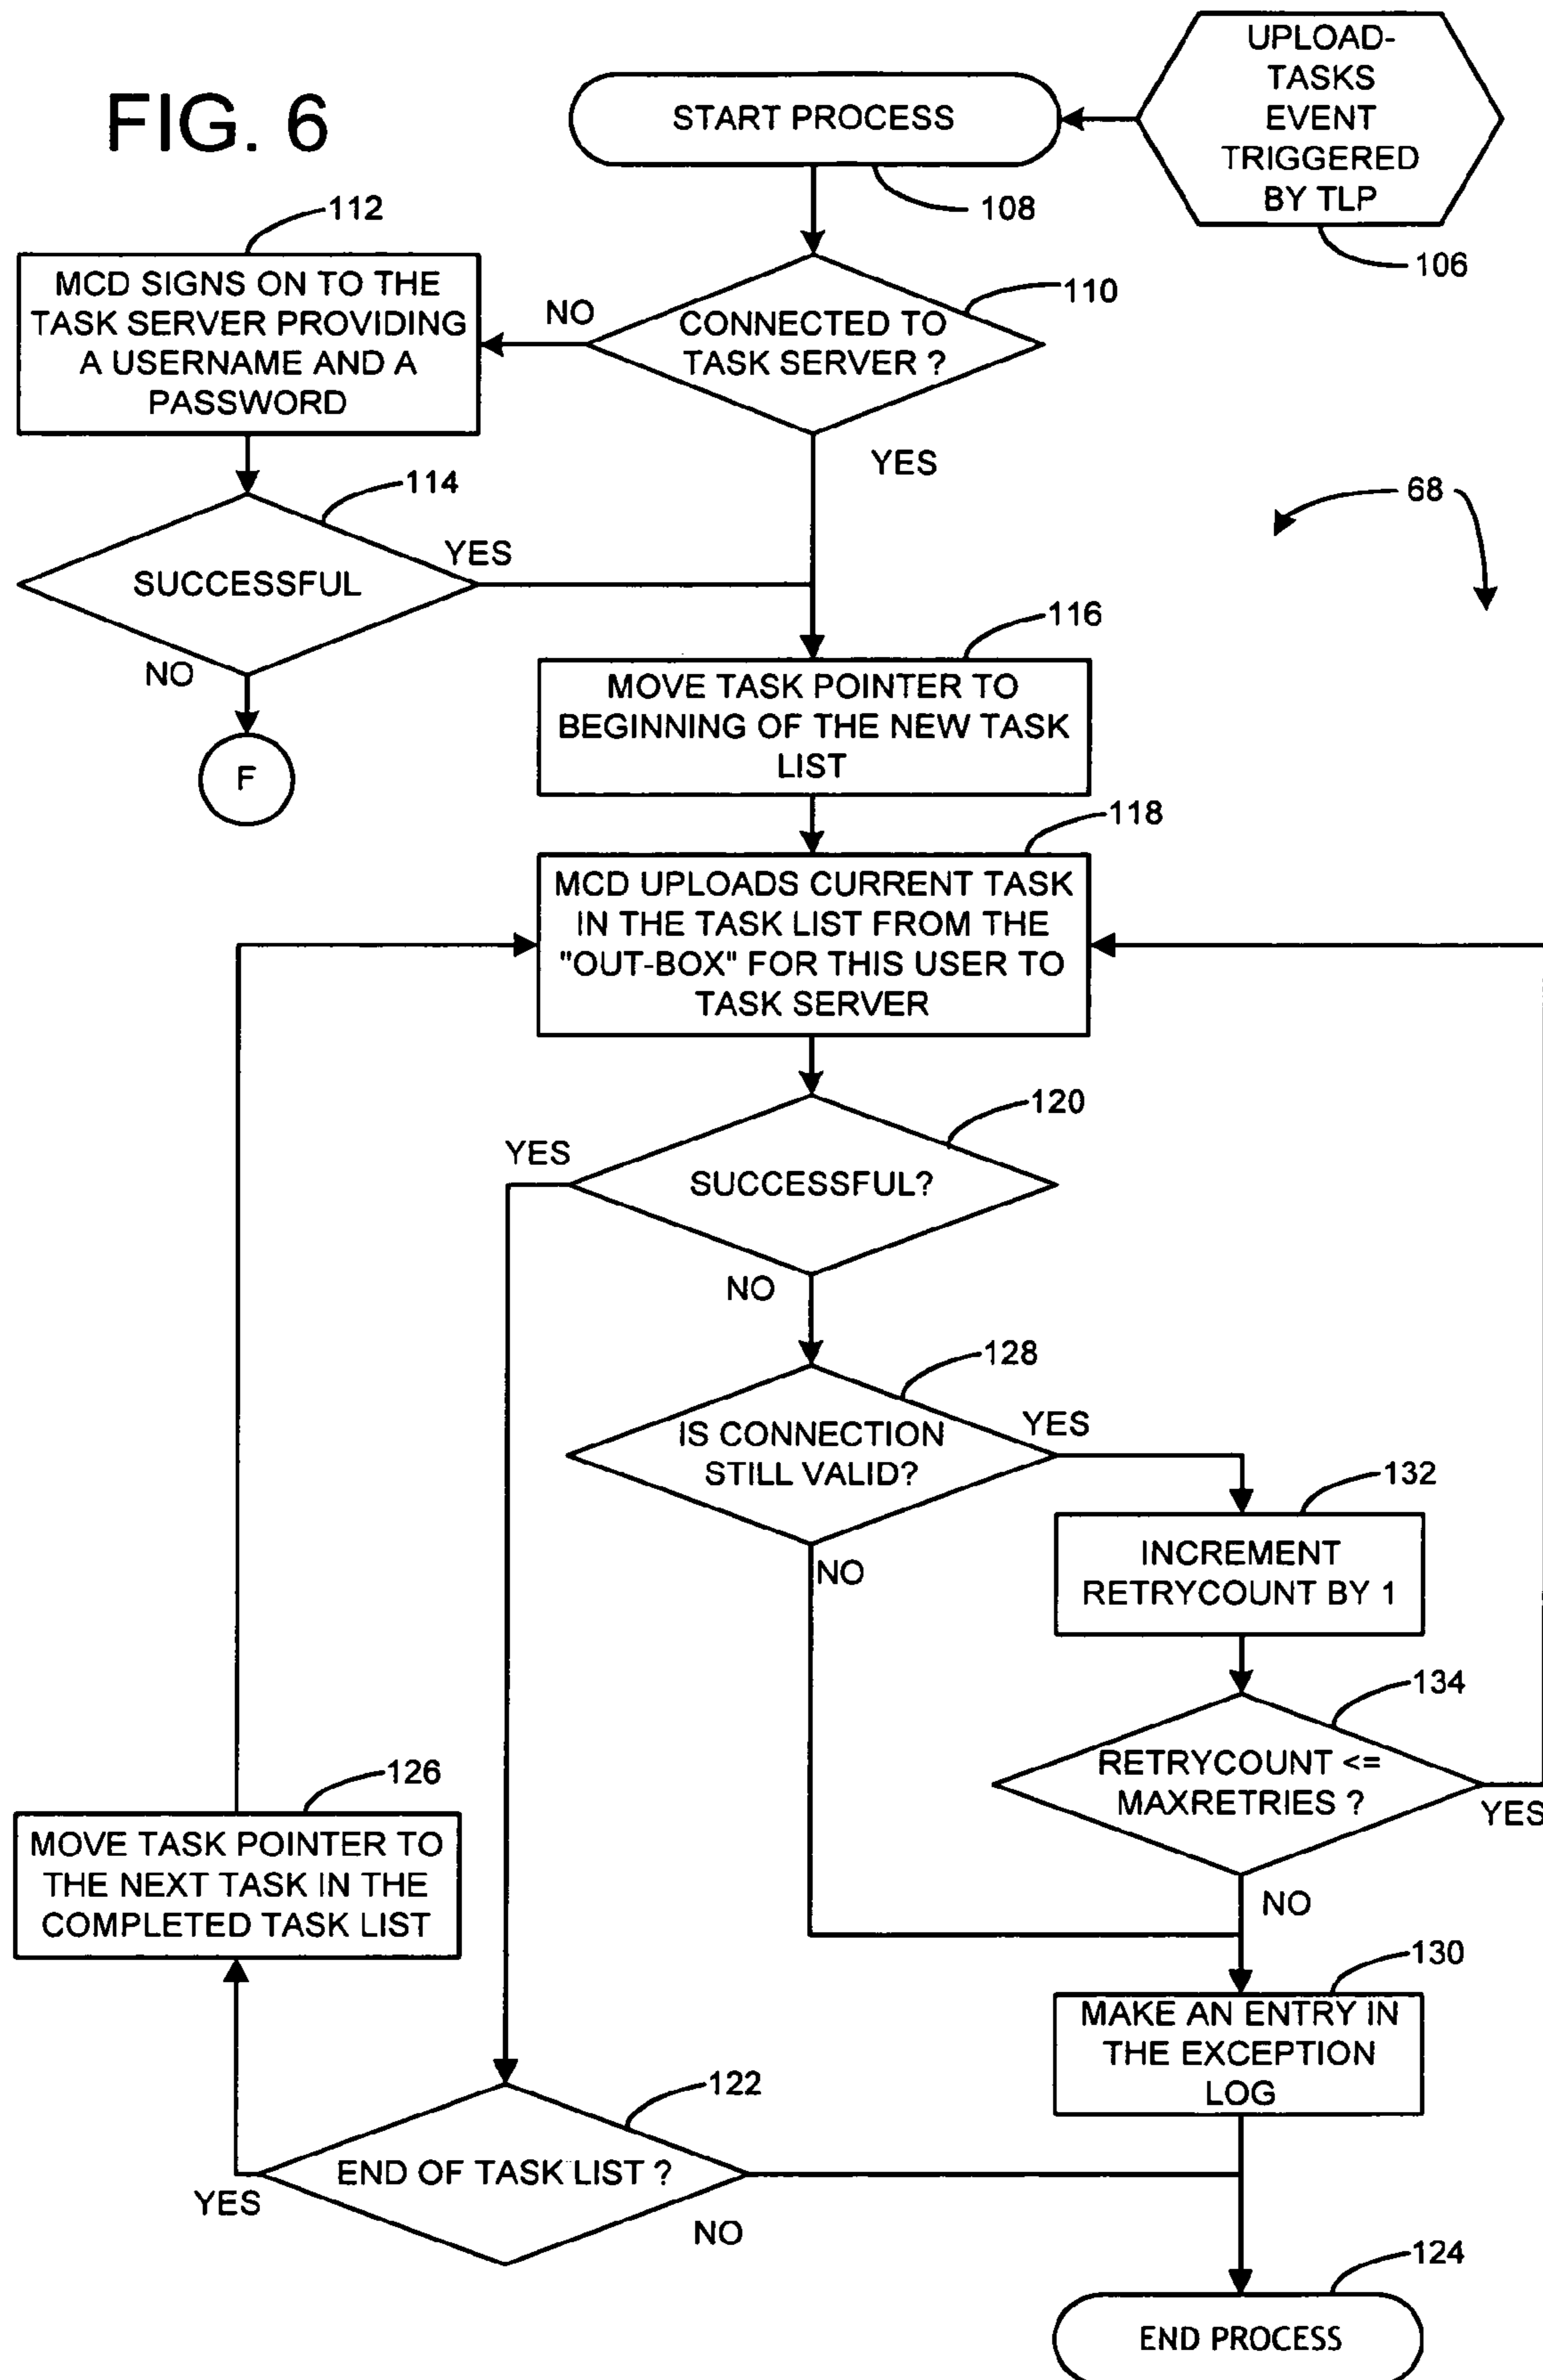 FIG. 6
START PROCESS
108
UPLOAD-
TASKS
EVENT
TRIGGERED
BY TLP
106
112
MCD SIGNS ON TO THE
TASK SERVER PROVIDING
A USERNAME AND A
PASSWORD
NO
CONNECTED TO
TASK SERVER ?
110
YES
114
SUCCESSFUL
YES
NO
F
68
116
MOVE TASK POINTER TO
BEGINNING OF THE NEW TASK
LIST
118
MCD UPLOADS CURRENT TASK
IN THE TASK LIST FROM THE
"OUT-BOX" FOR THIS USER TO
TASK SERVER
120
YES
SUCCESSFUL?
NO
128
IS CONNECTION
STILL VALID?
YES
NO
132
INCREMENT
RETRYCOUNT BY 1
134
RETRYCOUNT <=
MAXRETRIES ?
YES
NO
126
MOVE TASK POINTER TO
THE NEXT TASK IN THE
COMPLETED TASK LIST
130
MAKE AN ENTRY IN
THE EXCEPTION
LOG
122
END OF TASK LIST ?
YES
NO
124
END PROCESS